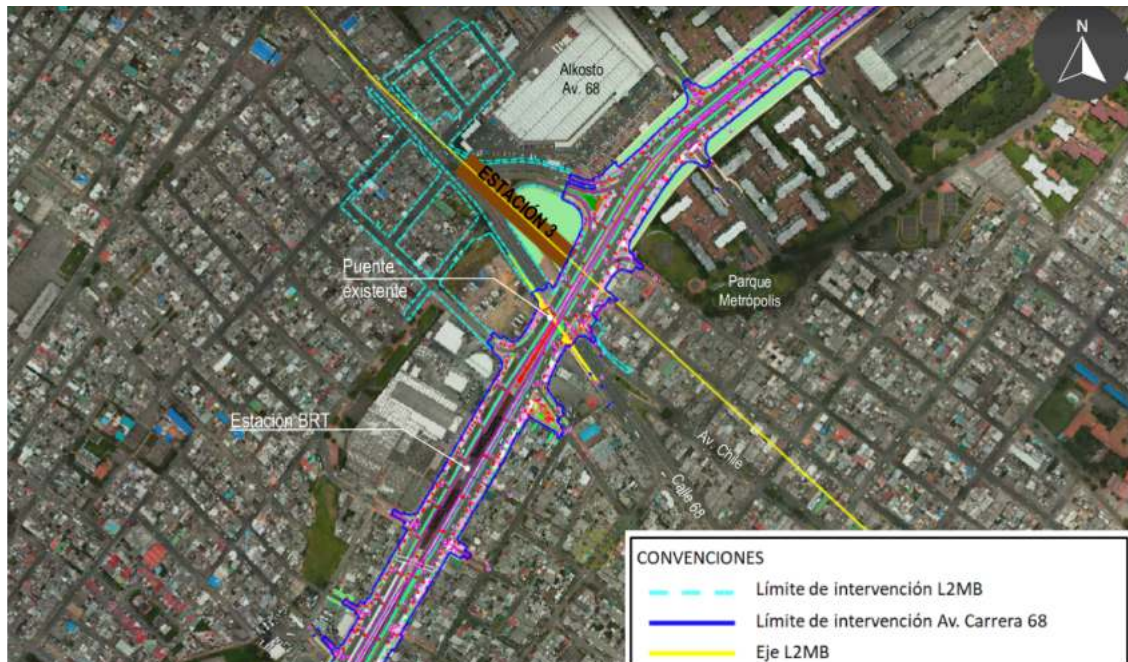 N
Alkosto
Av. 68
ESTACIÓN 3
Puente
existente
Parque
Metrópolis
Estación BRT
Av. Chile
- Calle 68
CONVENCIONES
Límite de intervención L2MB
Límite de intervención Av. Carrera 68
Eje L2MB